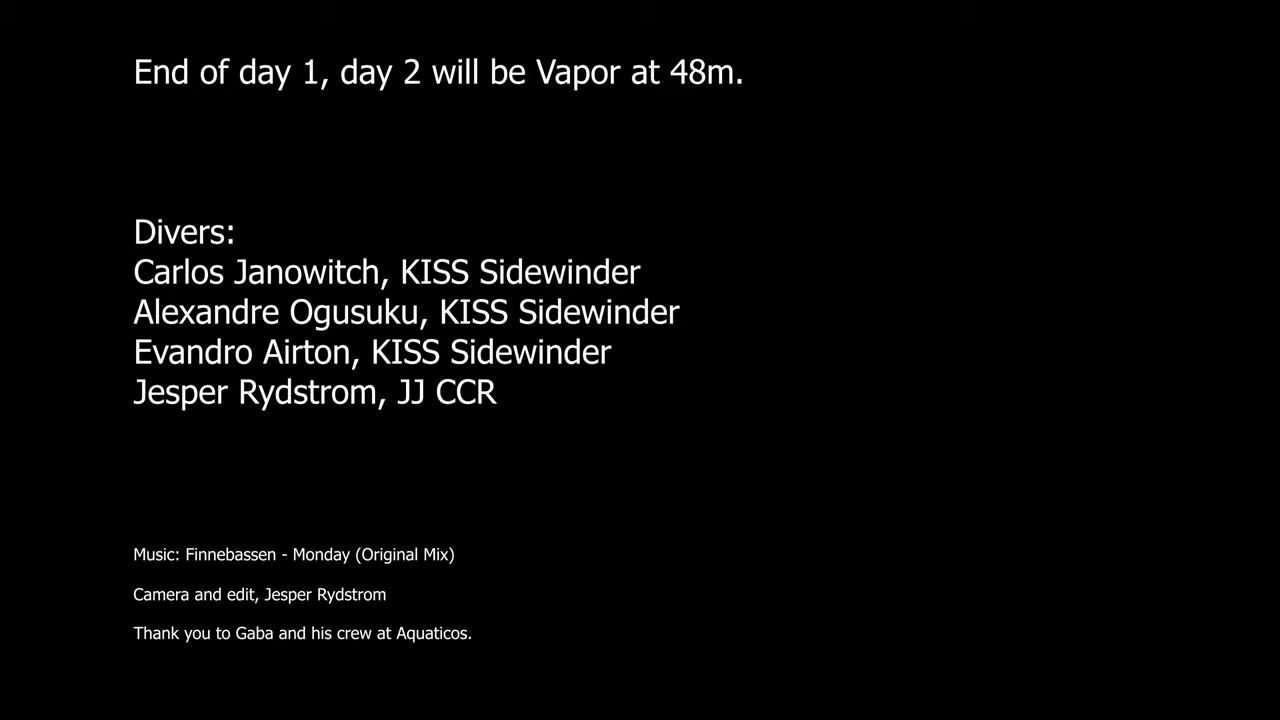 End of day 1, day 2 will be Vapor at 48m.
Divers:
Carlos Janowitch, KISS Sidewinder
Alexandre Ogusuku, KISS Sidewinder
Evandro Airton, KISS Sidewinder
Jesper Rydstrom, JJ CCR
Music: Finnebassen - Monday (Original Mix)
Camera and edit, Jesper Rydstrom
Thank you to Gaba and his crew at Aquaticos.